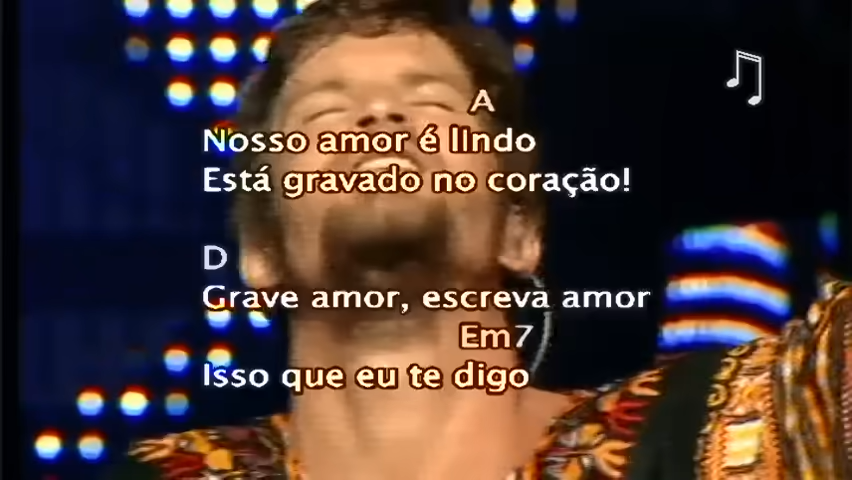 A
Nosso amor é lindo
Está gravado no coração!
D
Grave amor, escreva amor
Em7
Isso que eu te digo